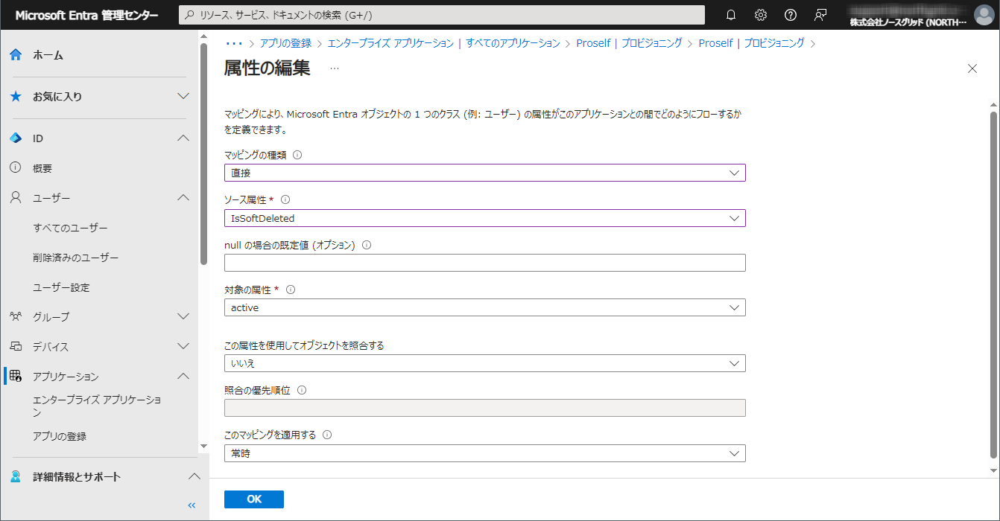 Microsoft Entra 管理センター
リソース、サービス、ドキュメントの検索 (G+/)
株式会社ノースグリッド (NORTH…
ホーム
お気に入り
ID
概要
ユーザー
すべてのユーザー
削除済みのユーザー
ユーザー設定
グループ
デバイス
アプリケーション
エンタープライズ アプリケーショ
ン
アプリの登録
詳細情報とサポート
«
… > アプリの登録 > エンタープライズ アプリケーション | すべてのアプリケーション > Proself | プロビジョニング > Proself | プロビジョニング >
属性の編集 …
マッピングにより、Microsoft Entra オブジェクトの 1 つのクラス (例: ユーザー) の属性がこのアプリケーションとの間でどのようにフローするか
を定義できます。
マッピングの種類
直接
ソース属性 *
IsSoftDeleted
null の場合の既定値 (オプション)
対象の属性 *
active
この属性を使用してオブジェクトを照合する
いいえ
照合の優先順位
このマッピングを適用する
常時
OK